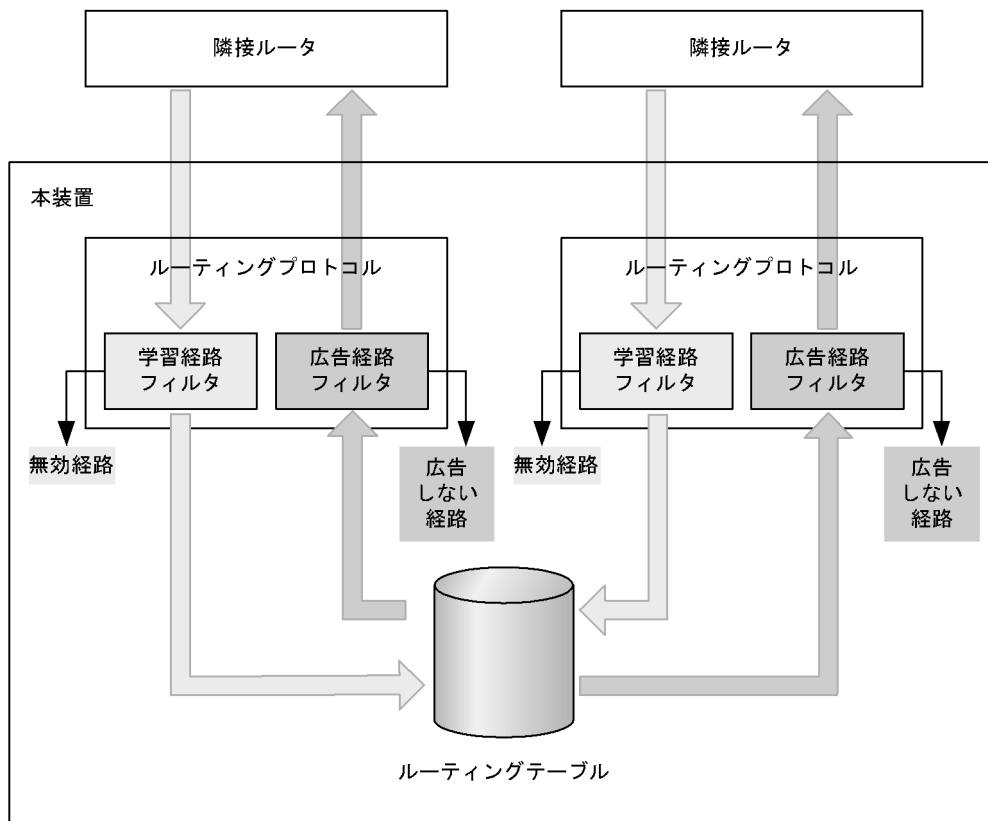 隣接ルータ
隣接ルータ
本装置
ルーティングプロトコル
ルーティングプロトコル
学習経路
フィルタ
広告経路
フィルタ
学習経路
フィルタ
広告経路
フィルタ
無効経路
広告
しない
経路
無効経路
広告
しない
経路
ルーティングテーブル